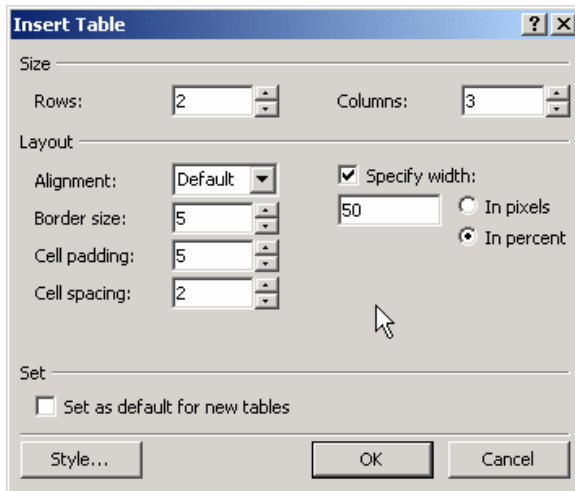 Insert Table
Size
Rows: 2 Columns: 3
Layout
Alignment: Default Specify width:
Border size: 5 50 In pixels
Cell padding: 5 In percent
Cell spacing: 2
Set
Set as default for new tables
Style... OK Cancel